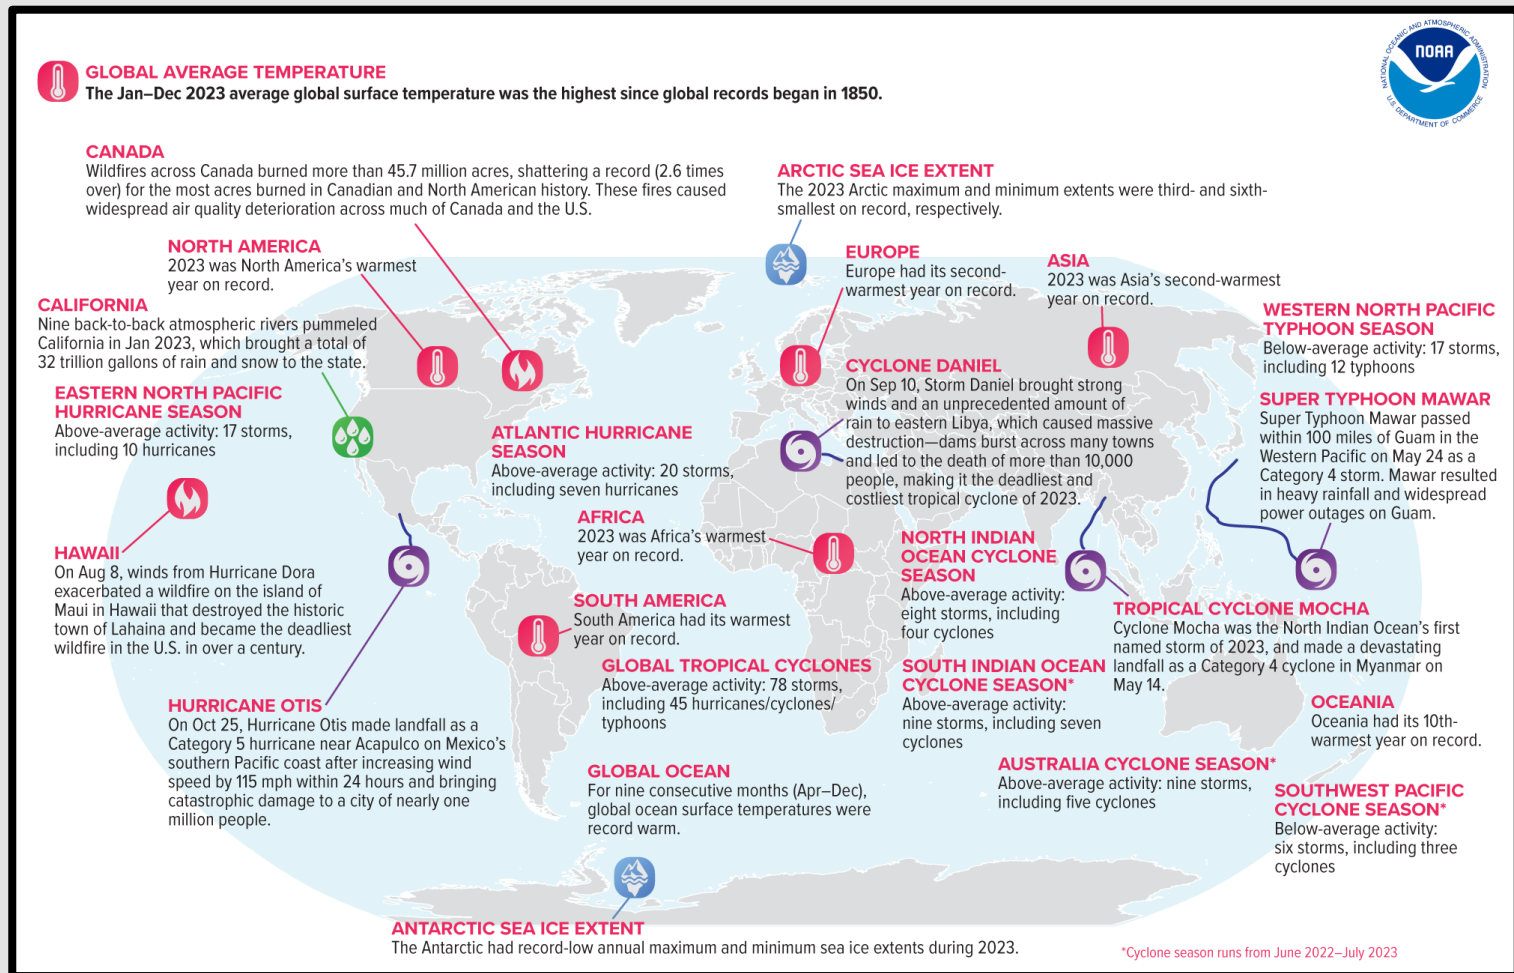 GLOBAL AVERAGE TEMPERATURE
The Jan–Dec 2023 average global surface temperature was the highest since global records began in 1850.
NATIONAL OCEANIC AND ATMOSPHERIC ADMINISTRATION
NOAA
U.S. DEPARTMENT OF COMMERCE
CANADA
Wildfires across Canada burned more than 45.7 million acres, shattering a record (2.6 times
over) for the most acres burned in Canadian and North American history. These fires caused
widespread air quality deterioration across much of Canada and the U.S.
ARCTIC SEA ICE EXTENT
The 2023 Arctic maximum and minimum extents were third- and sixth-
smallest on record, respectively.
NORTH AMERICA
2023 was North America’s warmest
year on record.
EUROPE
Europe had its second-
warmest year on record.
ASIA
2023 was Asia’s second-warmest
year on record.
CALIFORNIA
Nine back-to-back atmospheric rivers pummeled
California in Jan 2023, which brought a total of
32 trillion gallons of rain and snow to the state.
WESTERN NORTH PACIFIC
TYPHOON SEASON
Below-average activity: 17 storms,
including 12 typhoons
EASTERN NORTH PACIFIC
HURRICANE SEASON
Above-average activity: 17 storms,
including 10 hurricanes
CYCLONE DANIEL
On Sep 10, Storm Daniel brought strong
winds and an unprecedented amount of
rain to eastern Libya, which caused massive
destruction—dams burst across many towns
and led to the death of more than 10,000
people, making it the deadliest and
costliest tropical cyclone of 2023.
SUPER TYPHOON MAWAR
Super Typhoon Mawar passed
within 100 miles of Guam in the
Western Pacific on May 24 as a
Category 4 storm. Mawar resulted
in heavy rainfall and widespread
power outages on Guam.
ATLANTIC HURRICANE
SEASON
Above-average activity: 20 storms,
including seven hurricanes
AFRICA
2023 was Africa’s warmest
year on record.
NORTH INDIAN
OCEAN CYCLONE
SEASON
Above-average activity:
eight storms, including
four cyclones
HAWAII
On Aug 8, winds from Hurricane Dora
exacerbated a wildfire on the island of
Maui in Hawaii that destroyed the historic
town of Lahaina and became the deadliest
wildfire in the U.S. in over a century.
SOUTH AMERICA
South America had its warmest
year on record.
TROPICAL CYCLONE MOCHA
Cyclone Mocha was the North Indian Ocean’s first
named storm of 2023, and made a devastating
landfall as a Category 4 cyclone in Myanmar on
May 14.
GLOBAL TROPICAL CYCLONES
Above-average activity: 78 storms,
including 45 hurricanes/cyclones/
typhoons
SOUTH INDIAN OCEAN
CYCLONE SEASON*
Above-average activity:
nine storms, including seven
cyclones
HURRICANE OTIS
On Oct 25, Hurricane Otis made landfall as a
Category 5 hurricane near Acapulco on Mexico’s
southern Pacific coast after increasing wind
speed by 115 mph within 24 hours and bringing
catastrophic damage to a city of nearly one
million people.
OCEANIA
Oceania had its 10th-
warmest year on record.
GLOBAL OCEAN
For nine consecutive months (Apr–Dec),
global ocean surface temperatures were
record warm.
AUSTRALIA CYCLONE SEASON*
Above-average activity: nine storms,
including five cyclones
SOUTHWEST PACIFIC
CYCLONE SEASON*
Below-average activity:
six storms, including three
cyclones
ANTARCTIC SEA ICE EXTENT
The Antarctic had record-low annual maximum and minimum sea ice extents during 2023.
*Cyclone season runs from June 2022–July 2023